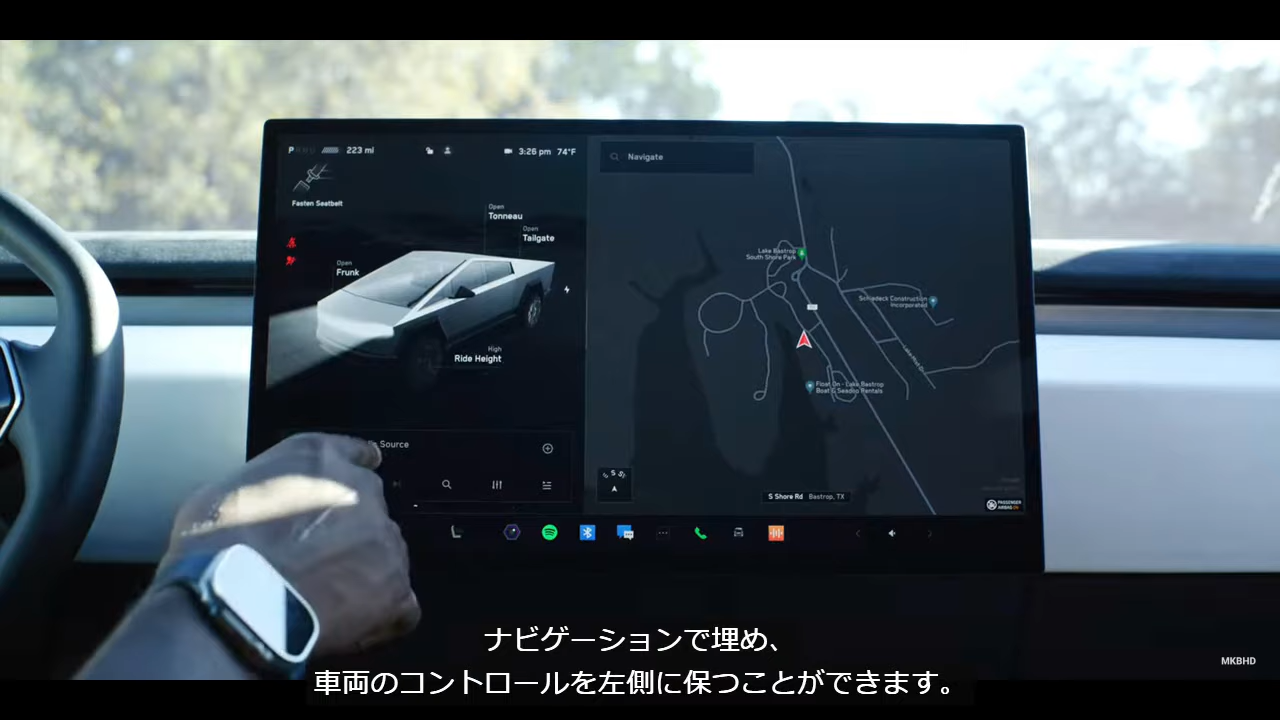 P
223 mi
3:26 pm 74°F
Fasten Seatbelt
Open
Tonneau
Open
Tailgate
Open
Frunk
High
Ride Height
Source
Navigate
Lake Bastrop
South Shore Park
Construction
Incorporated
Float On - Lake Bastrop
Boat & Seadoo Rentals
S
S Shore Rd Bastrop, TX
PASSENGER
AIRBAG ON
MKBHD
ナビゲーションで埋め、
車両のコントロールを左側に保つことができます。